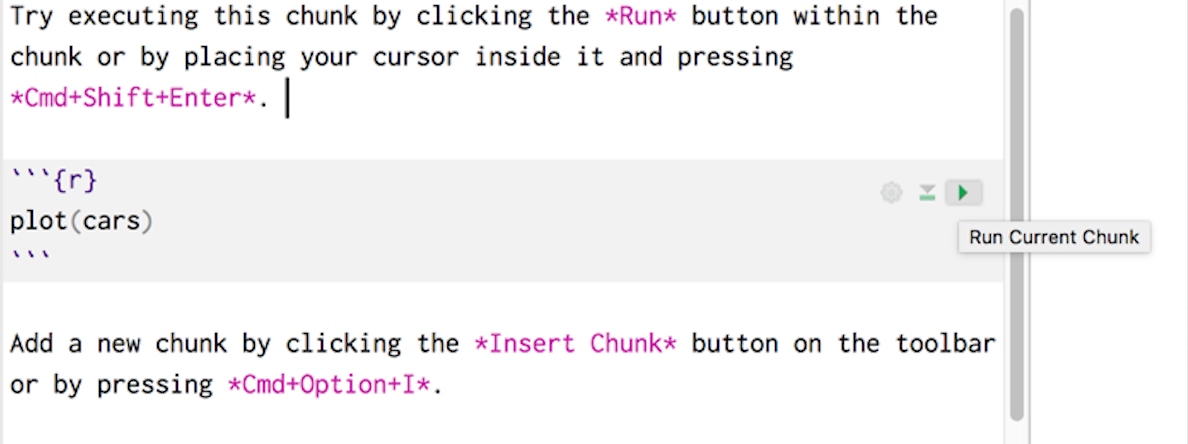 Try executing this chunk by clicking the *Run* button within the
chunk or by placing your cursor inside it and pressing
*Cmd+Shift+Enter*.
```{r}
plot(cars)
Run Current Chunk
```
Add a new chunk by clicking the *Insert Chunk* button on the toolbar
or by pressing *Cmd+Option+I*.